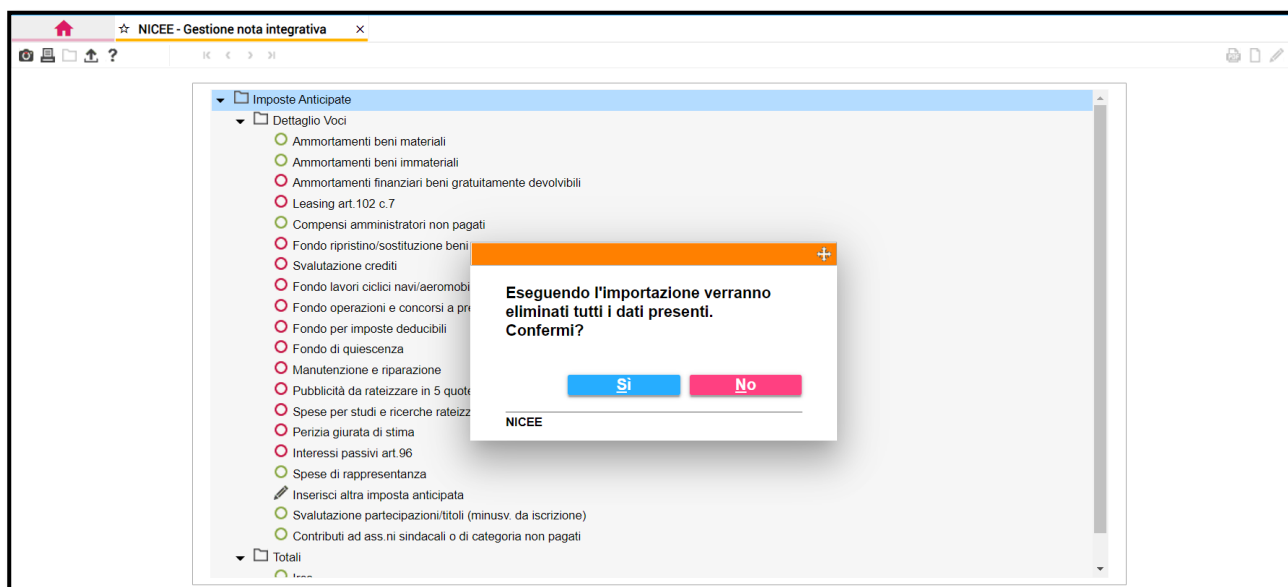 NICEE - Gestione nota integrativa
?
Imposte Anticipate
Dettaglio Voci
Ammortamenti beni materiali
Ammortamenti beni immateriali
Ammortamenti finanziari beni gratuitamente devolvibili
Leasing art.102 c.7
Compensi amministratori non pagati
Fondo ripristino/sostituzione beni
Svalutazione crediti
Fondo lavori ciclici navi/aeromobi
Fondo operazioni e concorsi a pre
Fondo per imposte deducibili
Fondo di quiescenza
Manutenzione e riparazione
Pubblicità da rateizzare in 5 quote
Spese per studi e ricerche rateizz
Perizia giurata di stima
Interessi passivi art.96
Spese di rappresentanza
Inserisci altra imposta anticipata
Svalutazione partecipazioni/titoli (minusv. da iscrizione)
Contributi ad ass.ni sindacali o di categoria non pagati
Totali
Eseguendo l'importazione verranno
eliminati tutti i dati presenti.
Confermi?
Sì No
NICEE